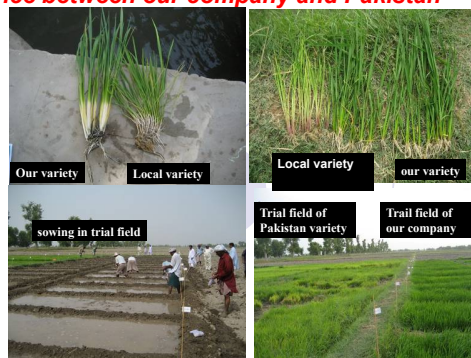 between our company and Pakistan
Our variety
Local variety
Local variety
our variety
sowing in trial field
Trial field of
Pakistan variety
Trail field of
our company